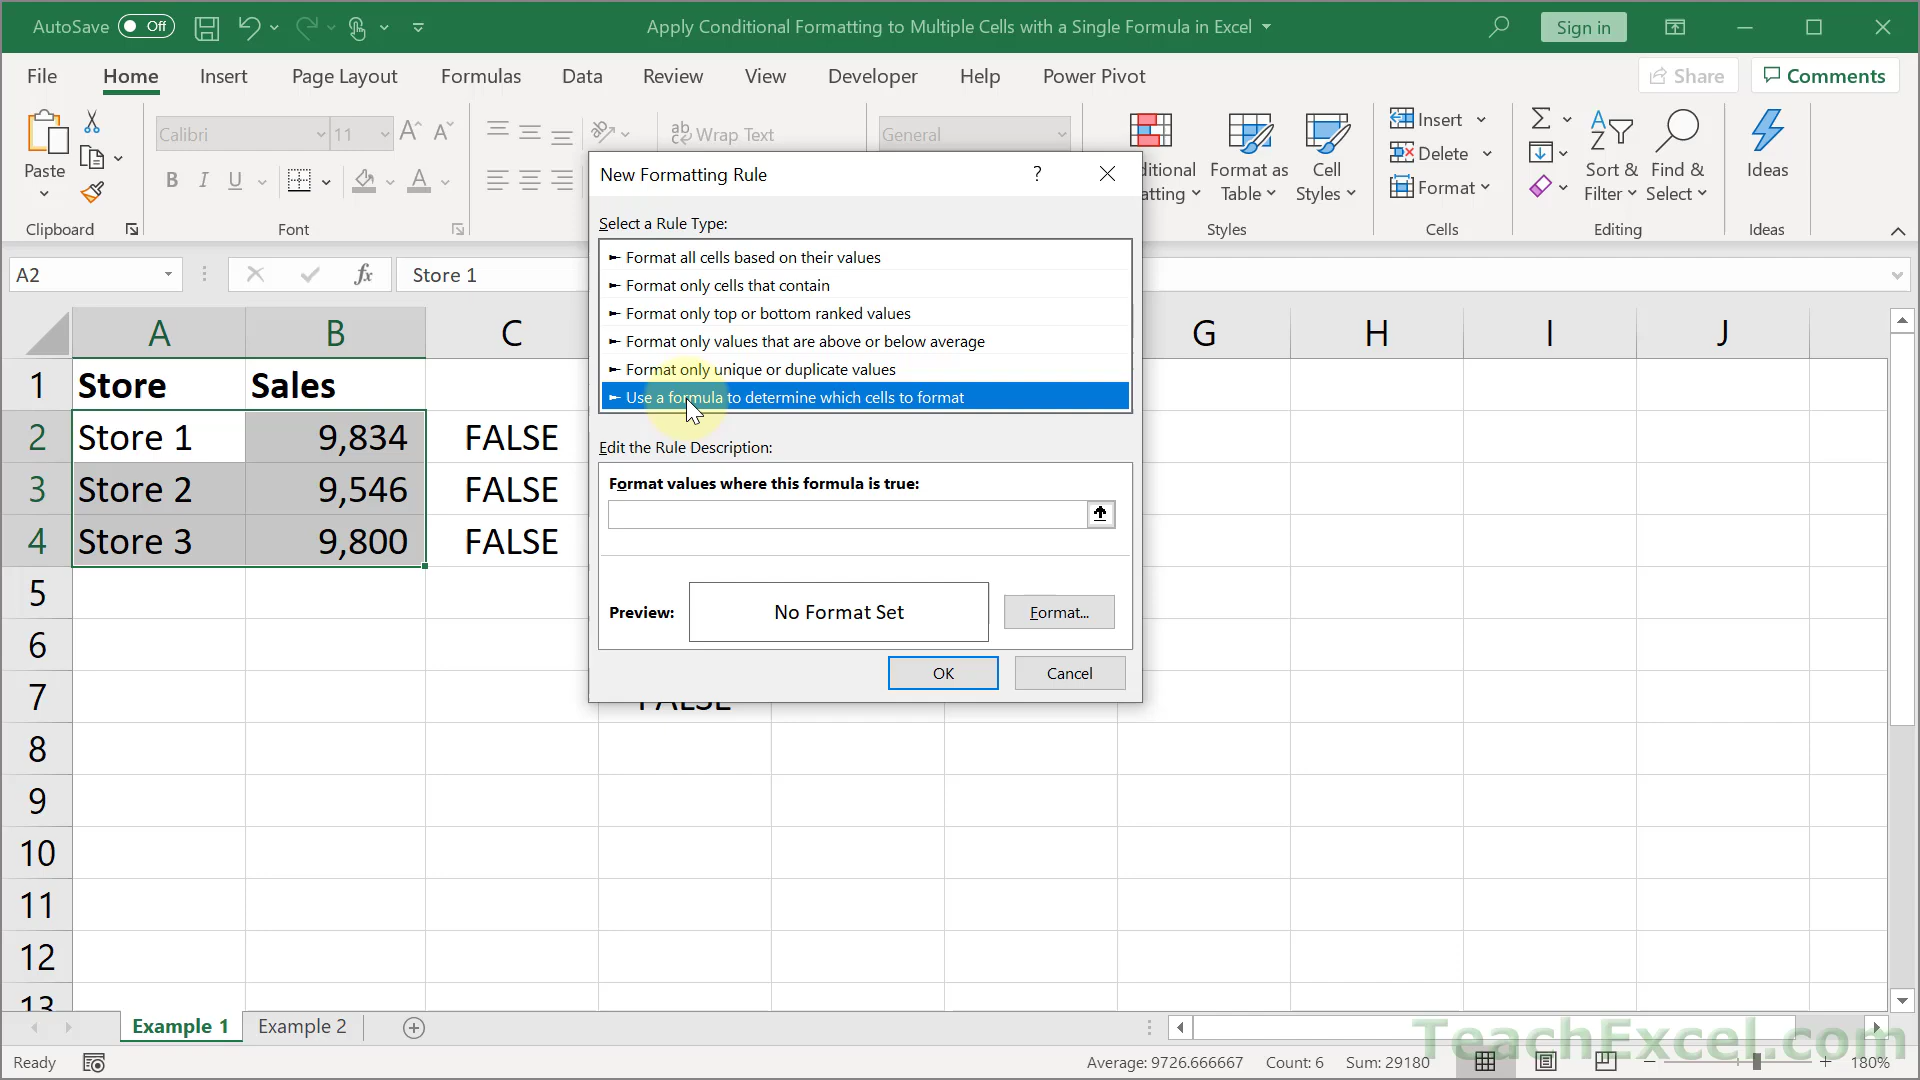 AutoSave Off Apply Conditional Formatting to Multiple Cells with a Single Formula in Excel Sign in
File Home Insert Page Layout Formulas Data Review View Developer Help Power Pivot Share Comments
Paste Calibri 11 A A ab Wrap Text General ditional atting Format as Table Cell Styles Insert Delete Format Sort & Filter Find & Select Ideas
B I U A
Clipboard Font Styles Cells Editing Ideas
A2 fx Store 1
New Formatting Rule ?
Select a Rule Type:
► Format all cells based on their values
► Format only cells that contain
► Format only top or bottom ranked values
► Format only values that are above or below average
► Format only unique or duplicate values
► Use a formula to determine which cells to format
Edit the Rule Description:
Format values where this formula is true:
Preview: No Format Set Format...
OK Cancel
A B C G H I J
1 Store Sales
2 Store 1 9,834 FALSE
3 Store 2 9,546 FALSE
4 Store 3 9,800 FALSE
5
6
7 FALSE
8
9
10
11
12
13
Example 1 Example 2
TeachExcel.com
Ready Average: 9726.666667 Count: 6 Sum: 29180 180%